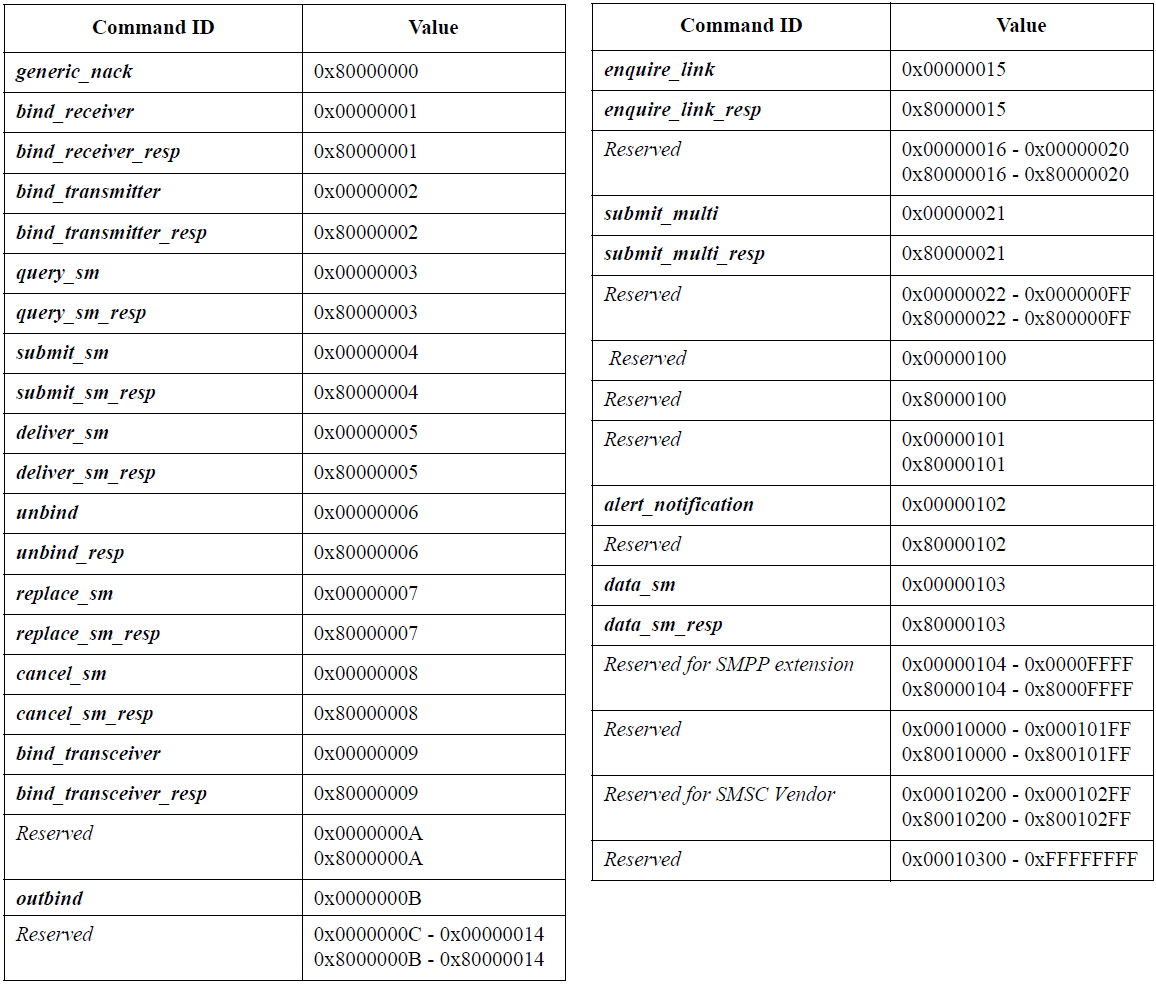 Command ID Value
generic_nack 0x80000000
bind_receiver 0x00000001
bind_receiver_resp 0x80000001
bind_transmitter 0x00000002
bind_transmitter_resp 0x80000002
query_sm 0x00000003
query_sm_resp 0x80000003
submit_sm 0x00000004
submit_sm_resp 0x80000004
deliver_sm 0x00000005
deliver_sm_resp 0x80000005
unbind 0x00000006
unbind_resp 0x80000006
replace_sm 0x00000007
replace_sm_resp 0x80000007
cancel_sm 0x00000008
cancel_sm_resp 0x80000008
bind_transceiver 0x00000009
bind_transceiver_resp 0x80000009
Reserved 0x0000000A
0x8000000A
outbind 0x0000000B
Reserved 0x0000000C - 0x00000014
0x8000000B - 0x80000014
Command ID Value
enquire_link 0x00000015
enquire_link_resp 0x80000015
Reserved 0x00000016 - 0x00000020
0x80000016 - 0x80000020
submit_multi 0x00000021
submit_multi_resp 0x80000021
Reserved 0x00000022 - 0x000000FF
0x80000022 - 0x800000FF
Reserved 0x00000100
Reserved 0x80000100
Reserved 0x00000101
0x80000101
alert_notification 0x00000102
Reserved 0x80000102
data_sm 0x00000103
data_sm_resp 0x80000103
Reserved for SMPP extension 0x00000104 - 0x0000FFFF
0x80000104 - 0x8000FFFF
Reserved 0x00010000 - 0x000101FF
0x80010000 - 0x800101FF
Reserved for SMSC Vendor 0x00010200 - 0x000102FF
0x80010200 - 0x800102FF
Reserved 0x00010300 - 0xFFFFFFFF